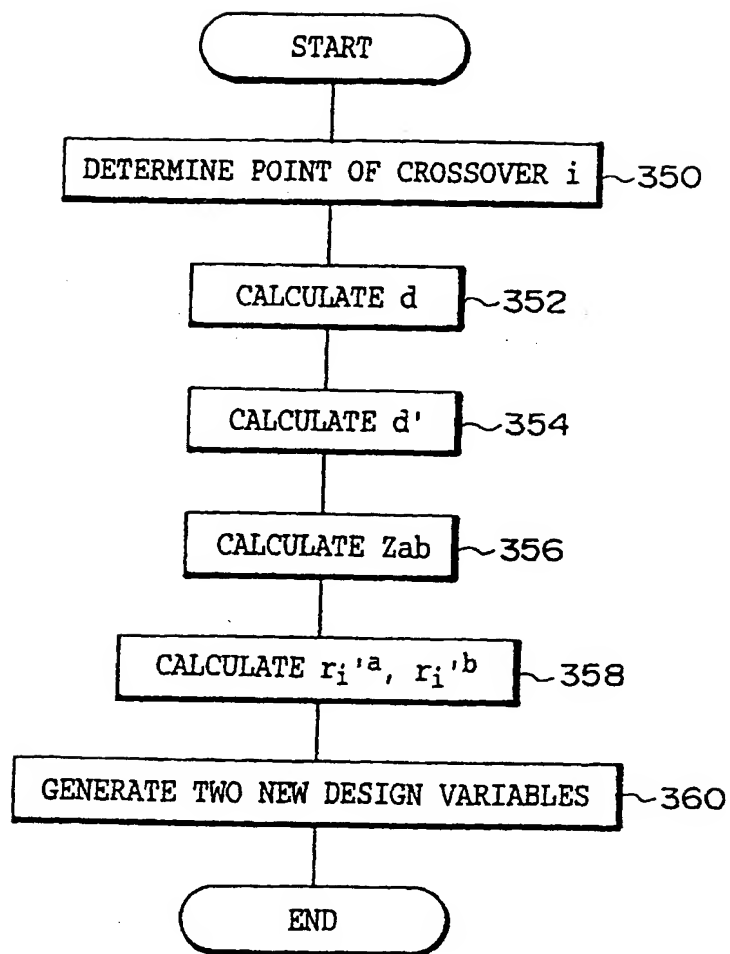 START
DETERMINE POINT OF CROSSOVER i ~350
CALCULATE d ~352
CALCULATE d' ~354
CALCULATE Zab ~356
CALCULATE ri'a, ri'b ~358
GENERATE TWO NEW DESIGN VARIABLES ~360
END